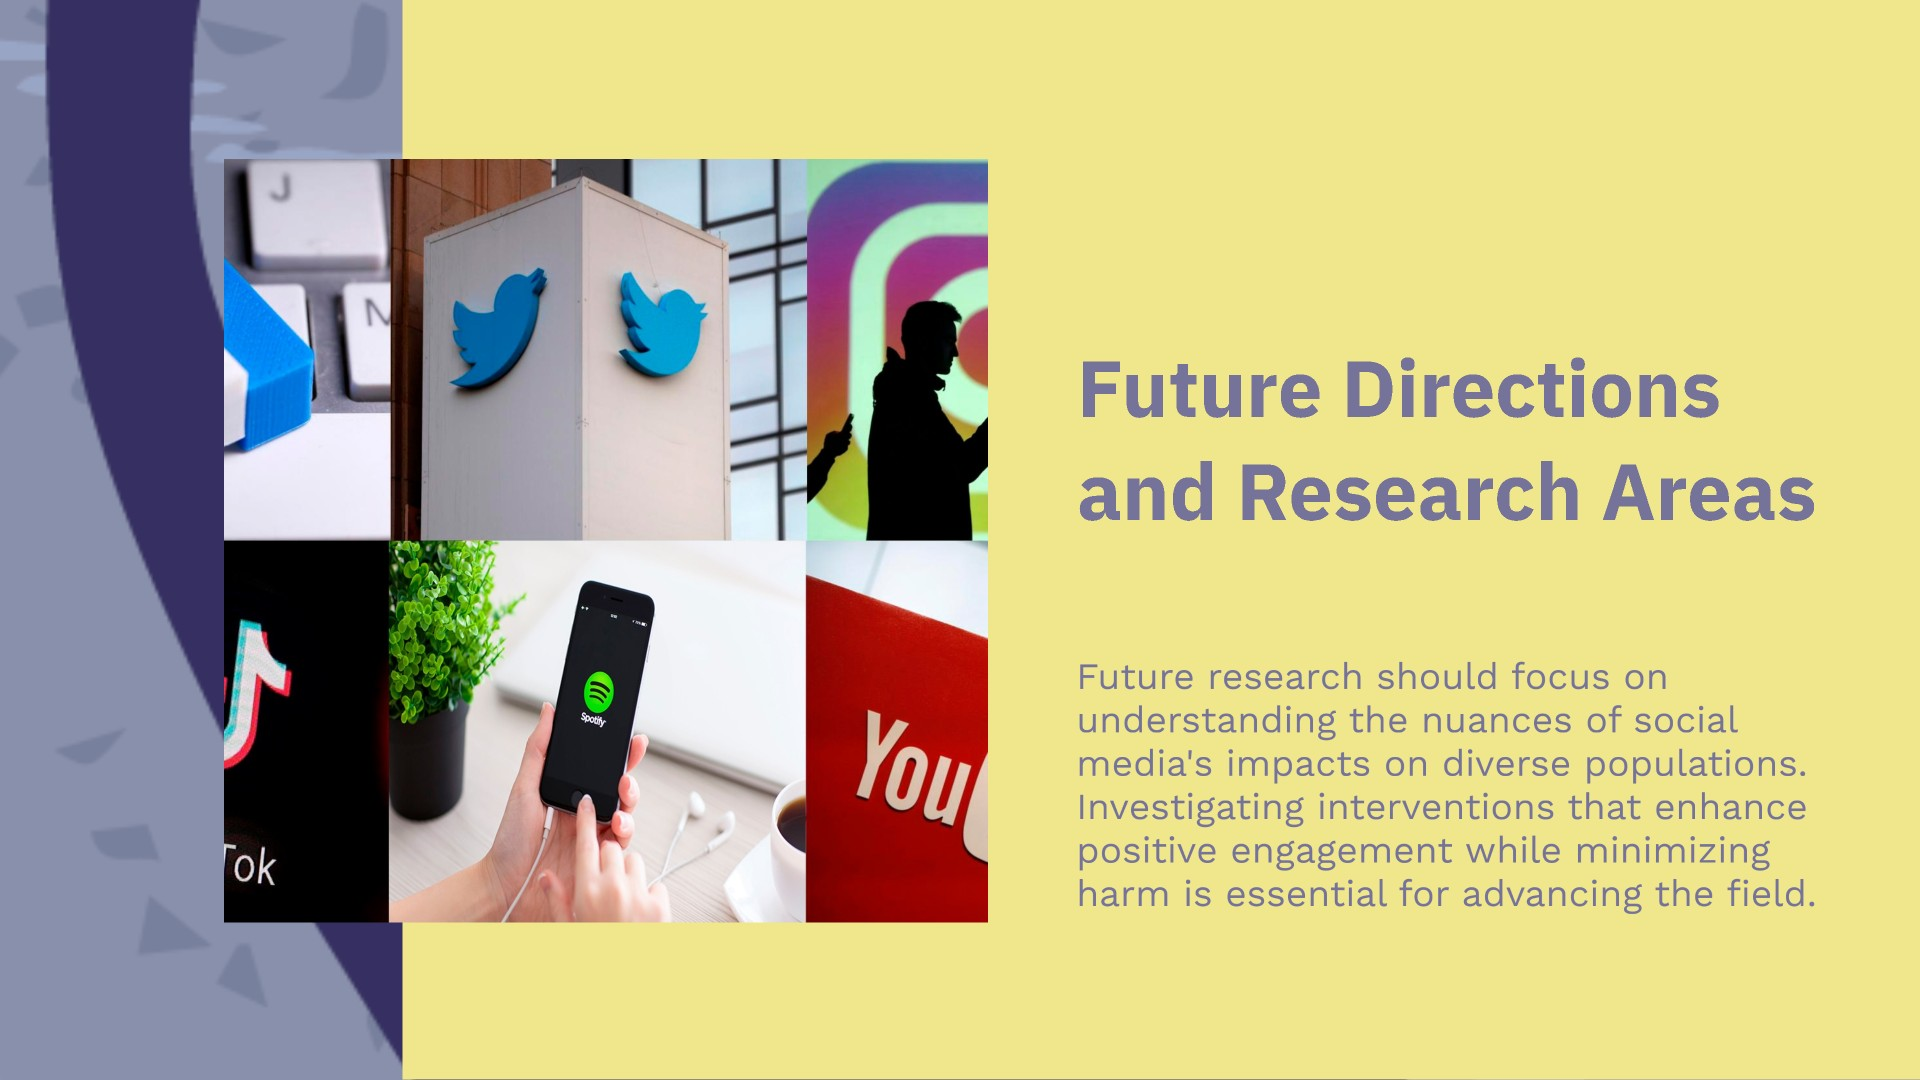 J
M
Tok
Spotify
You
Future Directions
and Research Areas
Future research should focus on
understanding the nuances of social
media's impacts on diverse populations.
Investigating interventions that enhance
positive engagement while minimizing
harm is essential for advancing the field.